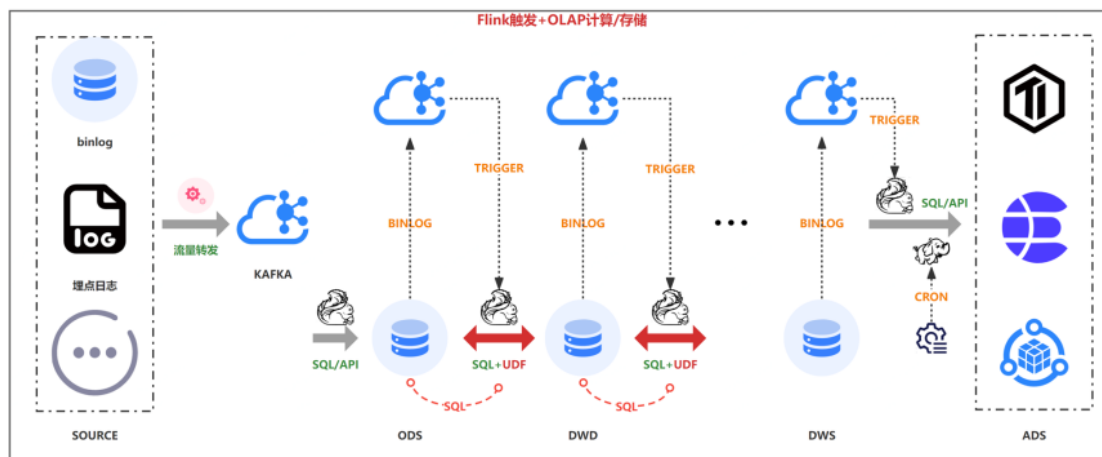 Flink触发+OLAP计算/存储
binlog
LOG
埋点日志
SOURCE
流量转发
KAFKA
SQL/API
BINLOG
TRIGGER
SQL+UDF
SQL
ODS
BINLOG
TRIGGER
SQL+UDF
SQL
DWD
BINLOG
TRIGGER
SQL/API
CRON
DWS
ADS